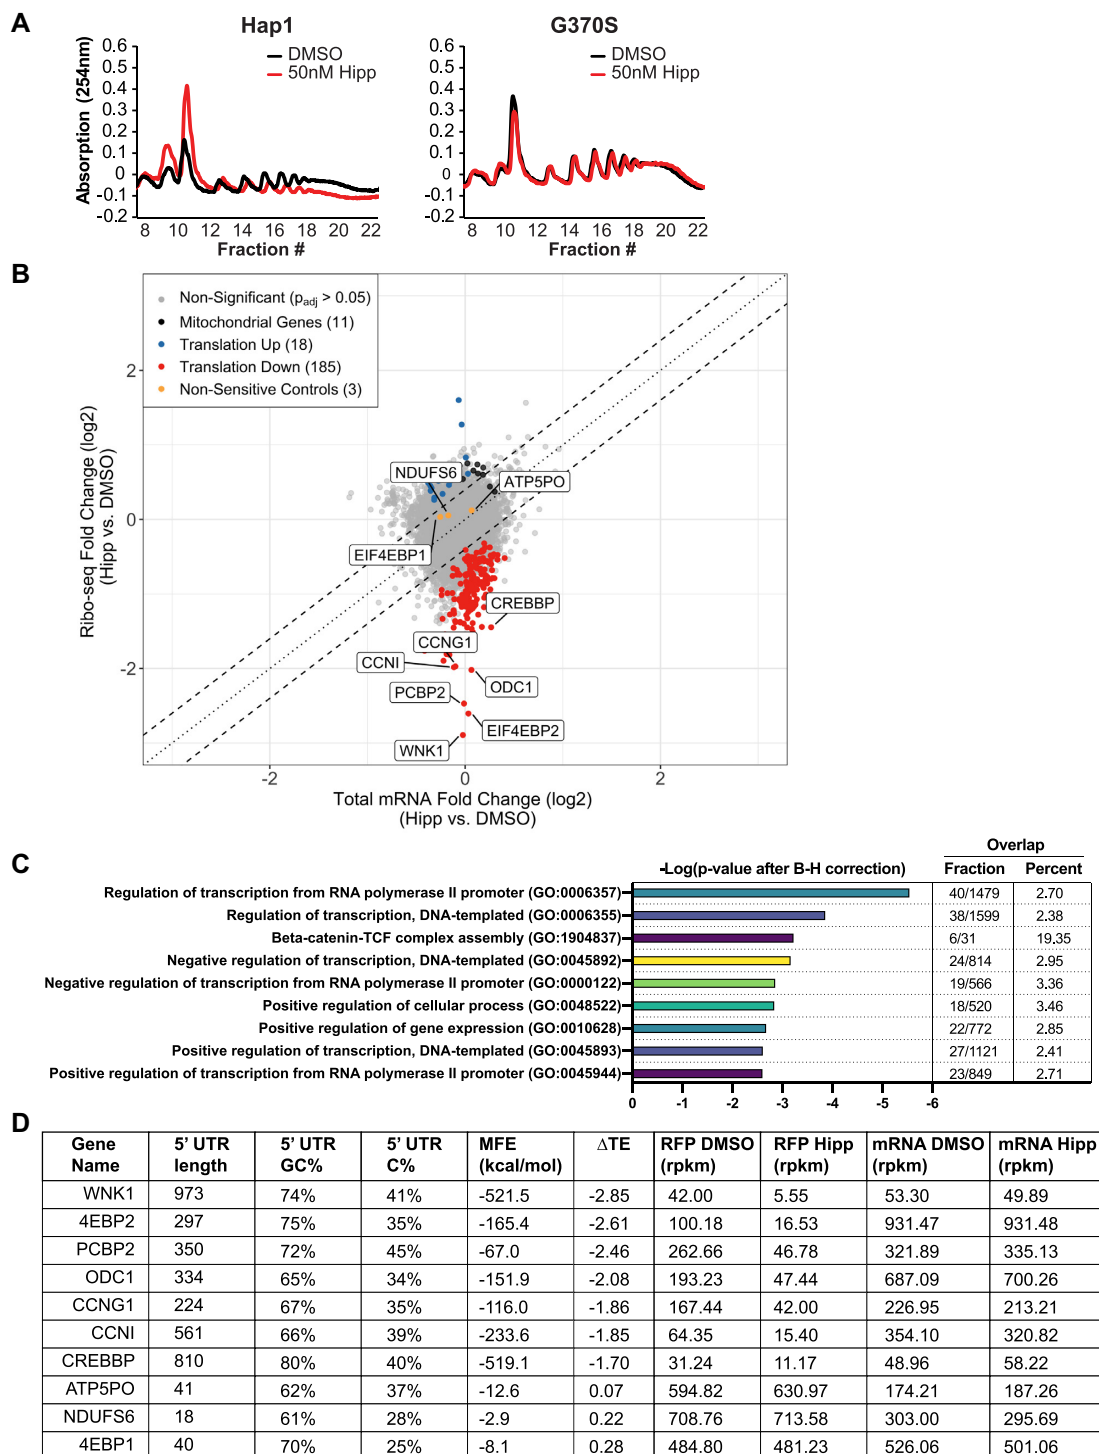 A
Hap1
G370S
DMSO
50nM Hipp
DMSO
50nM Hipp
Absorption (254nm)
0.6
0.5
0.4
0.3
0.2
0.1
0
-0.1
-0.2
0.6
0.5
0.4
0.3
0.2
0.1
0
-0.1
-0.2
8 10 12 14 16 18 20 22
8 10 12 14 16 18 20 22
Fraction #
Fraction #
B
Non-Significant (padj > 0.05)
Mitochondrial Genes (11)
Translation Up (18)
Translation Down (185)
Non-Sensitive Controls (3)
Ribo-seq Fold Change (log2)
(Hipp vs. DMSO)
2
0
-2
NDUFS6
ATP5PO
EIF4EBP1
CREBBP
CCNG1
CCNI
ODC1
PCBP2
EIF4EBP2
WNK1
-2 0 2
Total mRNA Fold Change (log2)
(Hipp vs. DMSO)
C
-Log(p-value after B-H correction)
Overlap
Fraction Percent
Regulation of transcription from RNA polymerase II promoter (GO:0006357) 40/1479 2.70
Regulation of transcription, DNA-templated (GO:0006355) 38/1599 2.38
Beta-catenin-TCF complex assembly (GO:1904837) 6/31 19.35
Negative regulation of transcription, DNA-templated (GO:0045892) 24/814 2.95
Negative regulation of transcription from RNA polymerase II promoter (GO:0000122) 19/566 3.36
Positive regulation of cellular process (GO:0048522) 18/520 3.46
Positive regulation of gene expression (GO:0010628) 22/772 2.85
Positive regulation of transcription, DNA-templated (GO:0045893) 27/1121 2.41
Positive regulation of transcription from RNA polymerase II promoter (GO:0045944) 23/849 2.71
0 -1 -2 -3 -4 -5 -6
D
Gene Name 5' UTR length 5' UTR GC% 5' UTR C% MFE (kcal/mol) ΔTE RFP DMSO (rpkm) RFP Hipp (rpkm) mRNA DMSO (rpkm) mRNA Hipp (rpkm)
WNK1 973 74% 41% -521.5 -2.85 42.00 5.55 53.30 49.89
4EBP2 297 75% 35% -165.4 -2.61 100.18 16.53 931.47 931.48
PCBP2 350 72% 45% -67.0 -2.46 262.66 46.78 321.89 335.13
ODC1 334 65% 34% -151.9 -2.08 193.23 47.44 687.09 700.26
CCNG1 224 67% 35% -116.0 -1.86 167.44 42.00 226.95 213.21
CCNI 561 66% 39% -233.6 -1.85 64.35 15.40 354.10 320.82
CREBBP 810 80% 40% -519.1 -1.70 31.24 11.17 48.96 58.22
ATP5PO 41 62% 37% -12.6 0.07 594.82 630.97 174.21 187.26
NDUFS6 18 61% 28% -2.9 0.22 708.76 713.58 303.00 295.69
4EBP1 40 70% 25% -8.1 0.28 484.80 481.23 526.06 501.06